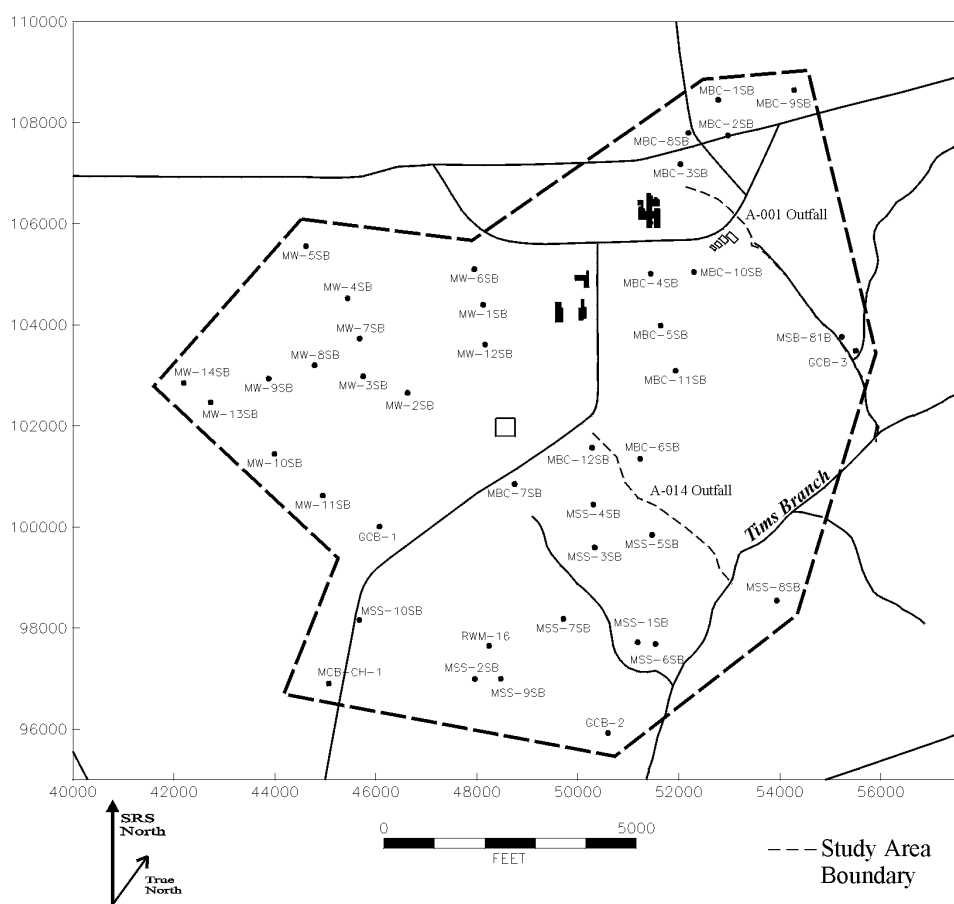 110000
108000
106000
104000
102000
100000
98000
96000
40000
42000
44000
46000
48000
50000
52000
54000
56000
MBC-1SB
MBC-9SB
MBC-2SB
MBC-8SB
MBC-3SB
A-001 Outfall
MW-5SB
MW-6SB
MBC-4SB
MBC-10SB
MW-4SB
MW-1SB
MW-7SB
MBC-5SB
MSB-81B
MW-12SB
GCB-3
MW-8SB
MW-14SB
MW-9SB
MW-3SB
MBC-11SB
MW-2SB
MW-13SB
MW-10SB
MBC-12SB
MBC-6SB
MBC-7SB
A-014 Outfall
MW-11SB
MSS-4SB
Tims Branch
GCB-1
MSS-5SB
MSS-3SB
MSS-8SB
MSS-10SB
MSS-7SB
MSS-1SB
RWM-16
MSS-6SB
MSS-2SB
MCB-CH-1
MSS-9SB
GCB-2
SRS
North
True
North
0
5000
FEET
Study Area
Boundary